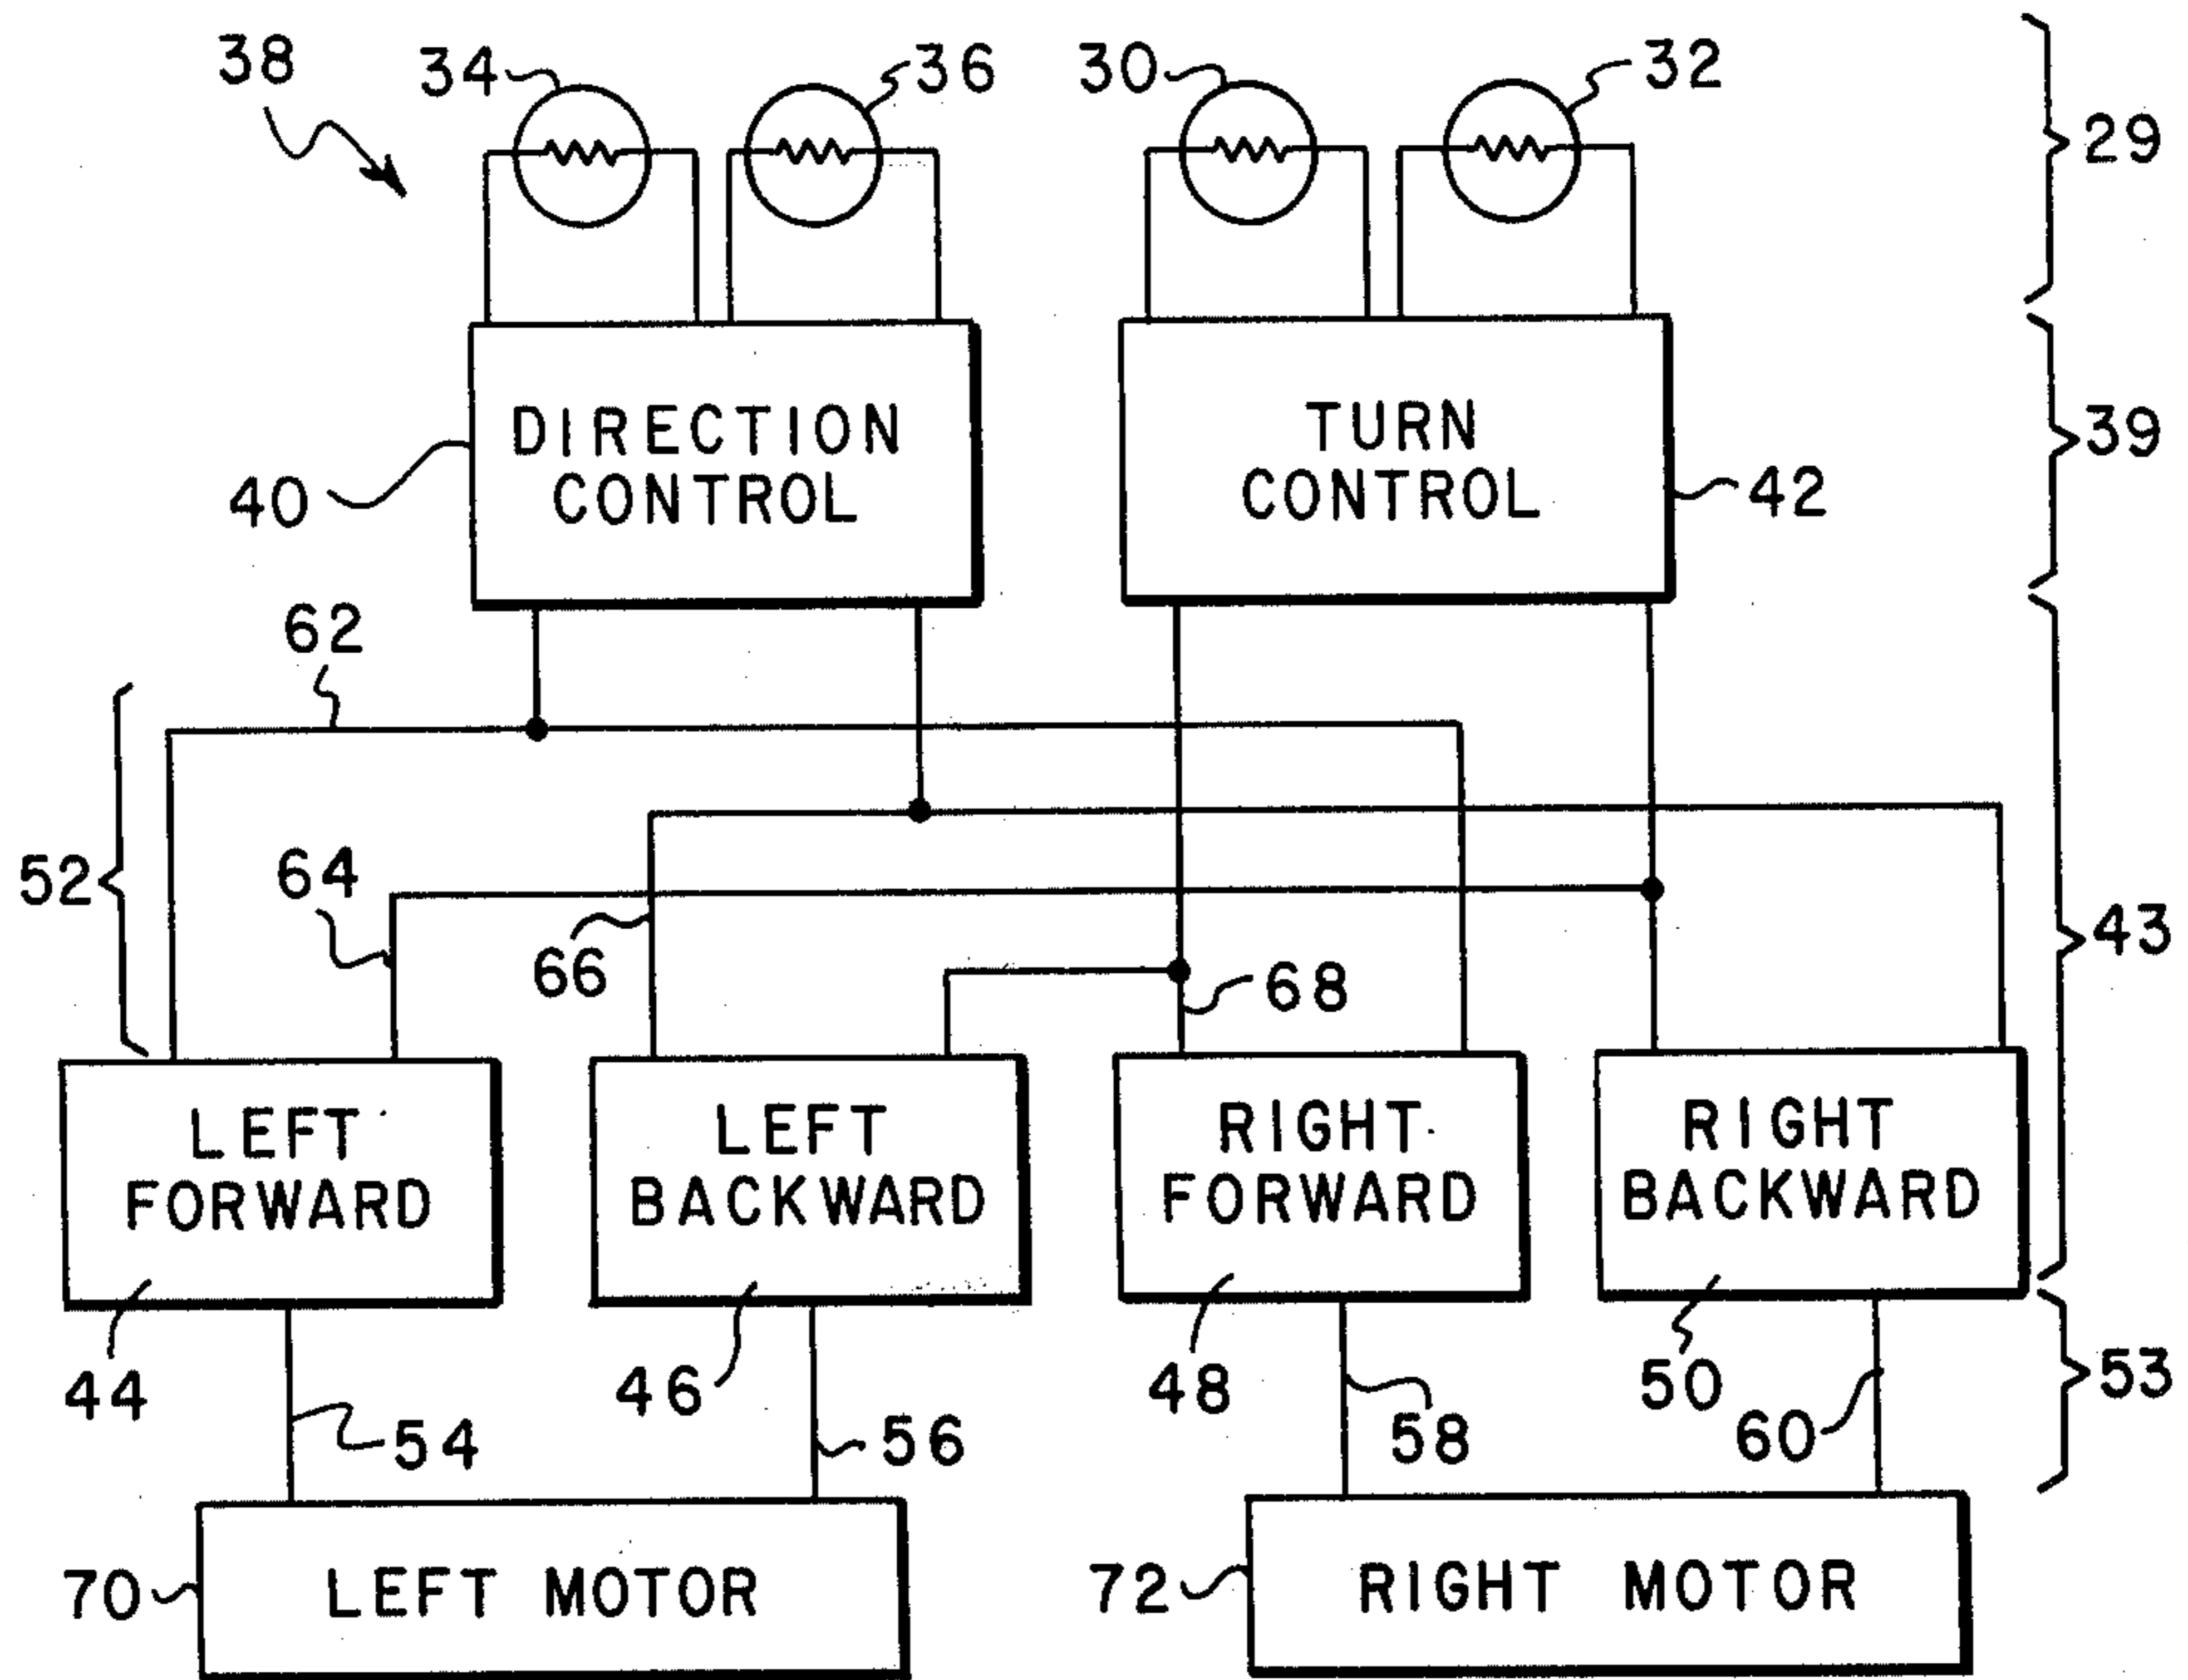 38
34
36
30
32
29
DIRECTION
CONTROL
TURN
CONTROL
39
40
42
62
52
64
66
68
43
LEFT
FORWARD
LEFT
BACKWARD
RIGHT
FORWARD
RIGHT
BACKWARD
44
46
48
50
53
54
56
58
60
70
LEFT MOTOR
72
RIGHT MOTOR